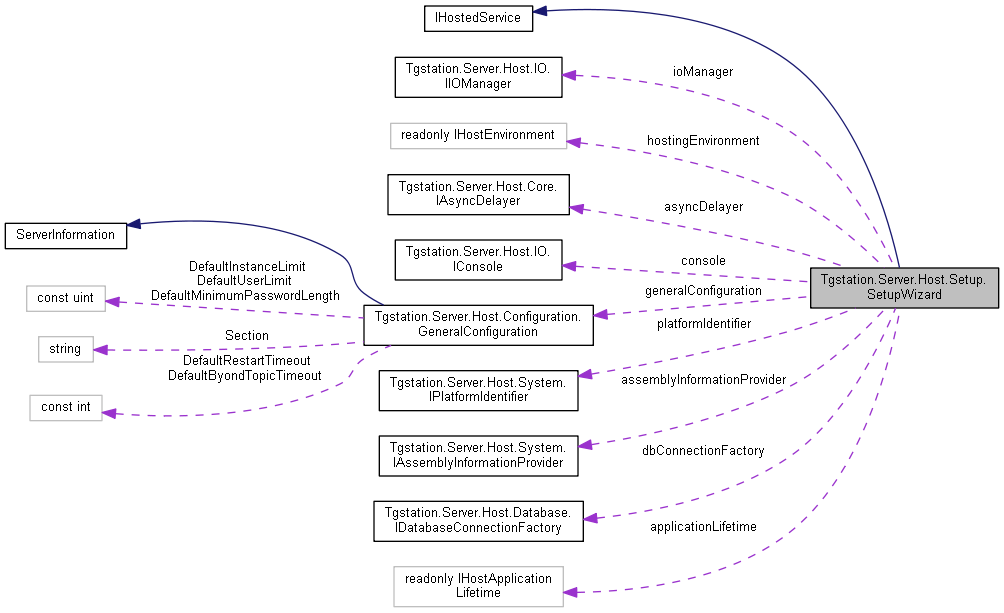 IHostedService
Tgstation.Server.Host.IO.
IIOManager
ioManager
readonly IHostEnvironment
hostingEnvironment
Tgstation.Server.Host.Core.
IAsyncDelayer
asyncDelayer
ServerInformation
Tgstation.Server.Host.IO.
IConsole
console
Tgstation.Server.Host.Setup.
SetupWizard
DefaultInstanceLimit
DefaultUserLimit
DefaultMinimumPasswordLength
const uint
generalConfiguration
Tgstation.Server.Host.Configuration.
GeneralConfiguration
platformIdentifier
Section
string
DefaultRestartTimeout
DefaultByondTopicTimeout
const int
Tgstation.Server.Host.System.
IPlatformIdentifier
assemblyInformationProvider
Tgstation.Server.Host.System.
IAssemblyInformationProvider
dbConnectionFactory
Tgstation.Server.Host.Database.
IDatabaseConnectionFactory
applicationLifetime
readonly IHostApplication
Lifetime